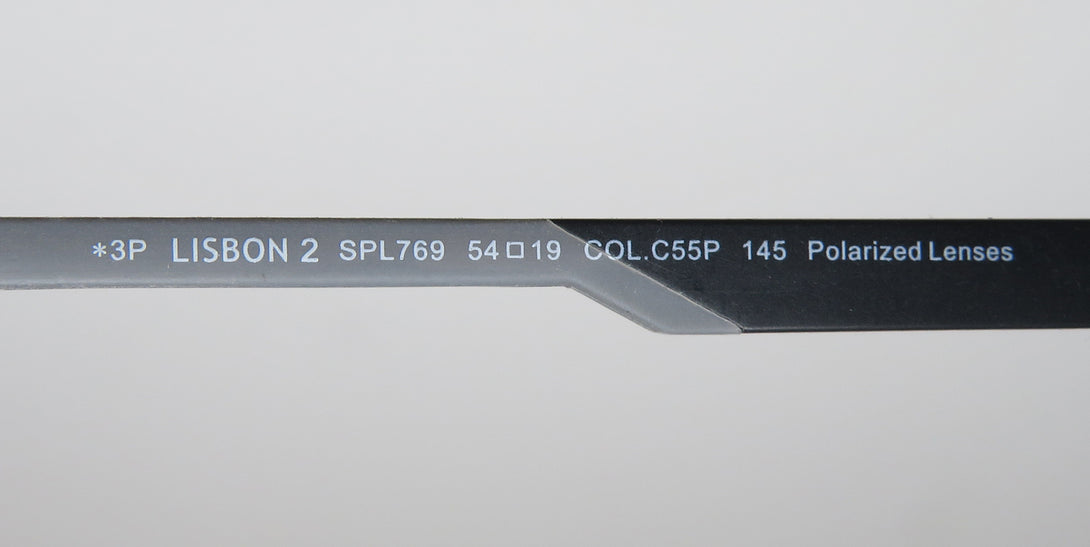 *3P LISBON 2 SPL769 54□19 COL.C55P 145 Polarized Lenses